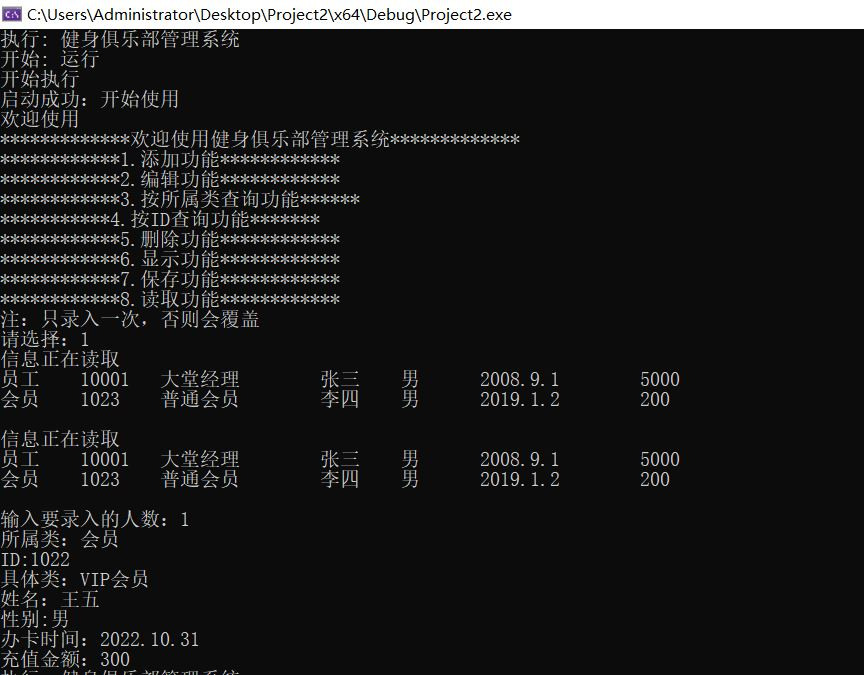 C:\Users\Administrator\Desktop\Project2\x64\Debug\Project2.exe
执行: 健身俱乐部管理系统
开始: 运行
开始执行
启动成功: 开始使用
欢迎使用
*************欢迎使用健身俱乐部管理系统*************
************1.添加功能************
************2.编辑功能************
************3.按所属类查询功能******
***********4.按ID查询功能*******
************5.删除功能************
************6.显示功能************
************7.保存功能************
************8.读取功能************
注: 只录入一次，否则会覆盖
请选择: 1
信息正在读取
员工 10001 大堂经理 张三 男 2008.9.1 5000
会员 1023 普通会员 李四 男 2019.1.2 200
信息正在读取
员工 10001 大堂经理 张三 男 2008.9.1 5000
会员 1023 普通会员 李四 男 2019.1.2 200
输入要录入的人数: 1
所属类: 会员
ID:1022
具体类: VIP会员
姓名: 王五
性别:男
办卡时间: 2022.10.31
充值金额: 300